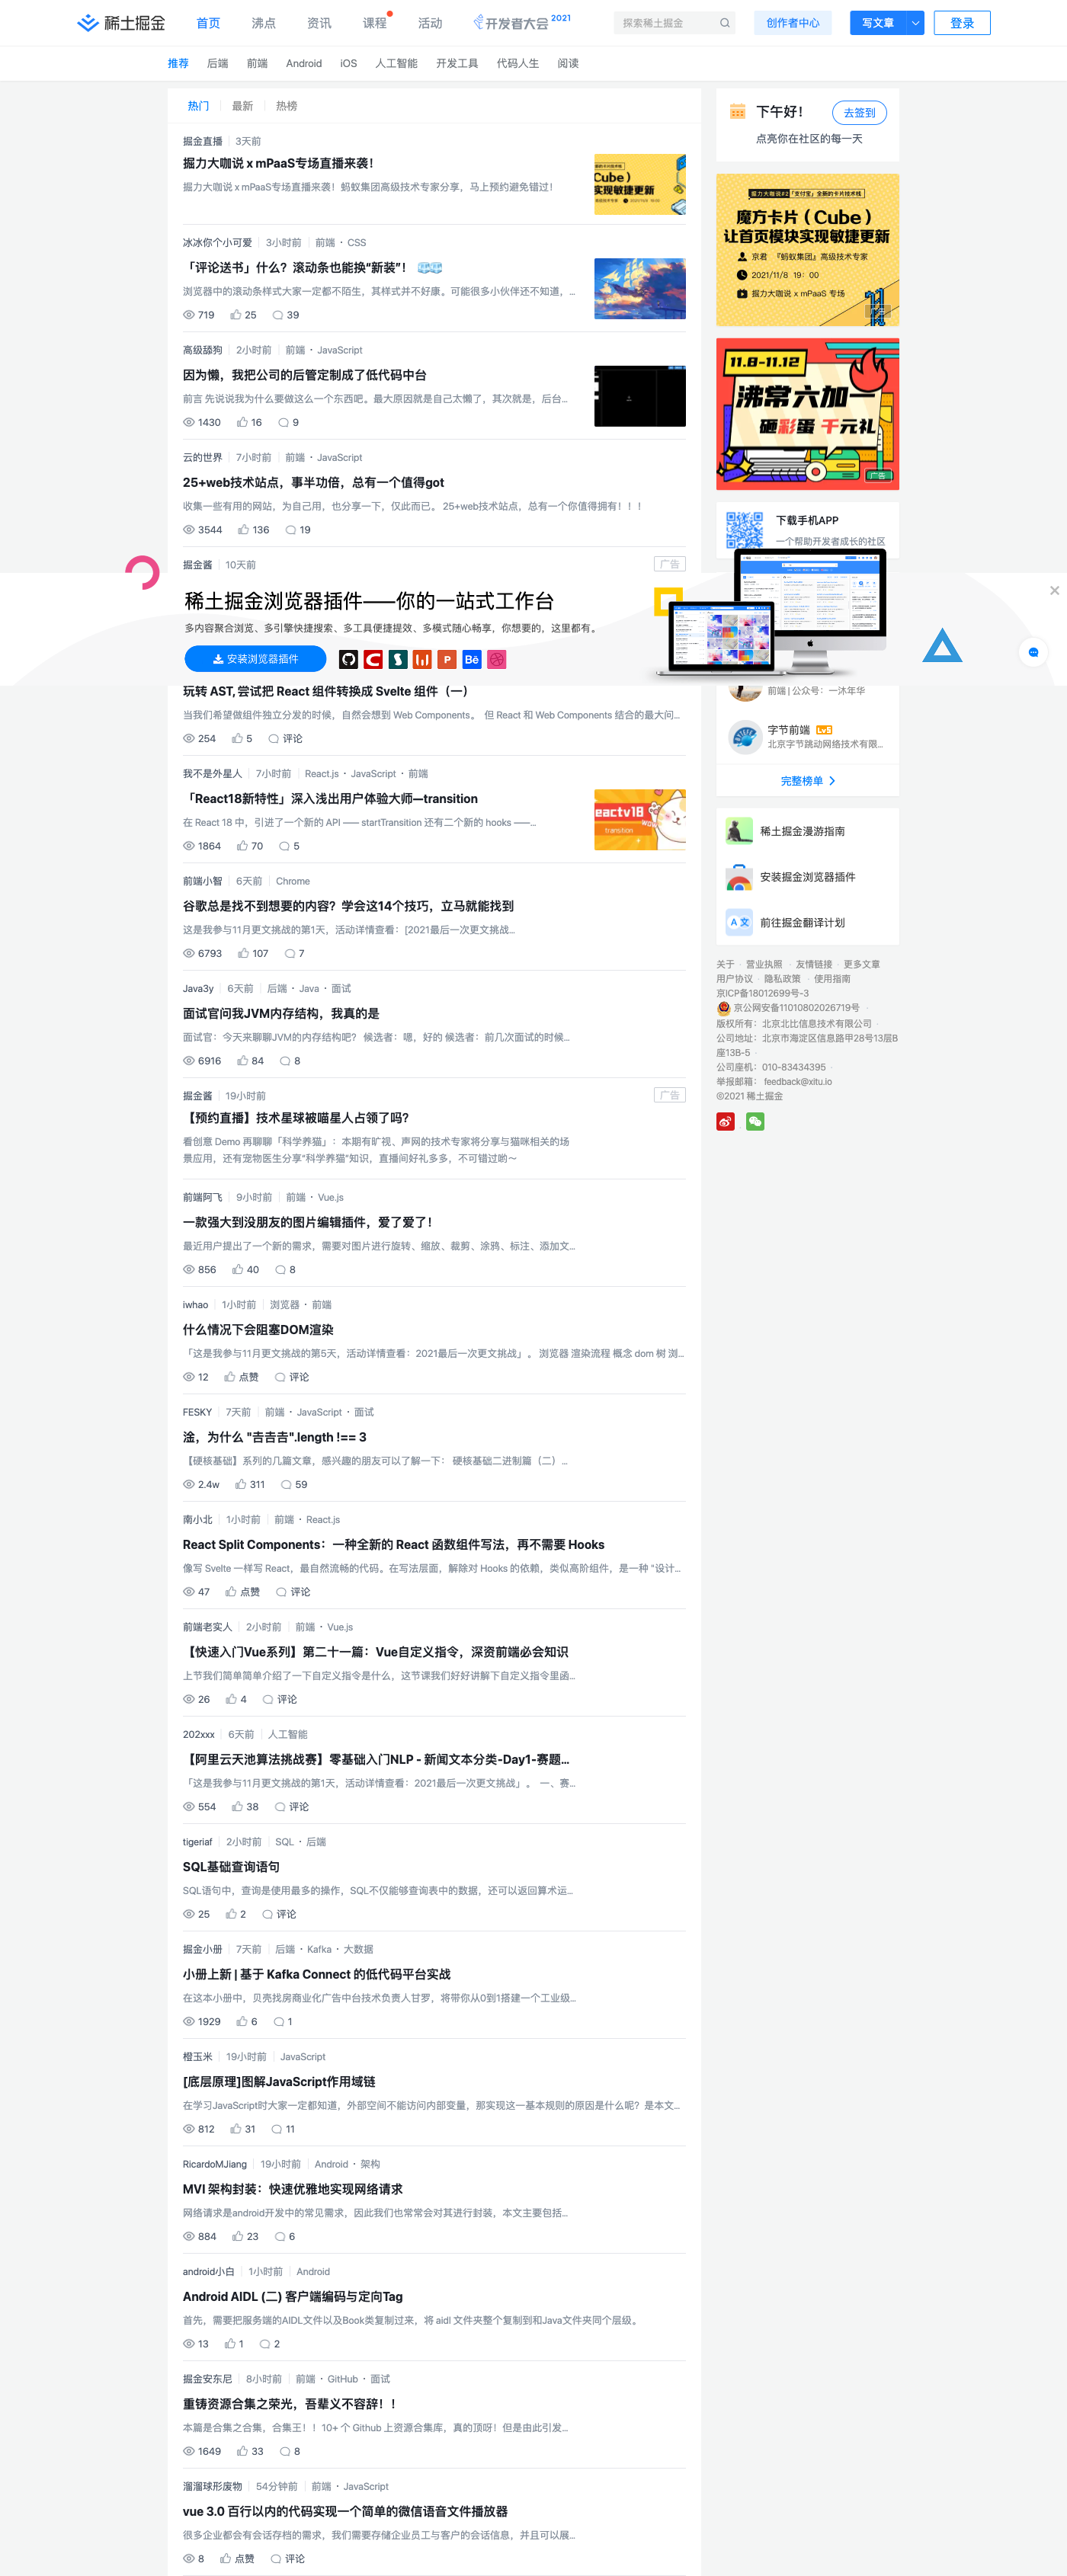 稀土掘金
首页
沸点
资讯
课程
活动
开发者大会 2021
探索稀土掘金
创作者中心
写文章
登录
推荐
后端
前端
Android
iOS
人工智能
开发工具
代码人生
阅读
热门
最新
热榜
掘金直播 3天前
掘力大咖说 x mPaaS专场直播来袭！
掘力大咖说 x mPaaS专场直播来袭！蚂蚁集团高级技术专家分享，马上预约避免错过！
冰冰你个小可爱 3小时前 前端 · CSS
「评论送书」什么？滚动条也能换“新装”！
浏览器中的滚动条样式大家一定都不陌生，其样式并不好康。可能很多小伙伴还不知道，...
719 25 39
高级舔狗 2小时前 前端 · JavaScript
因为懒，我把公司的后管定制成了低代码中台
前言 先说说我为什么要做这么一个东西吧。最大原因就是自己太懒了，其次就是，后台...
1430 16 9
云的世界 7小时前 前端 · JavaScript
25+web技术站点，事半功倍，总有一个值得got
收集一些有用的网站，为自己用，也分享一下，仅此而已。 25+web技术站点，总有一个你值得拥有！！！
3544 136 19
掘金酱 10天前
广告
稀土掘金浏览器插件——你的一站式工作台
多内容聚合浏览、多引擎快捷搜索、多工具便捷提效、多模式随心畅享，你想要的，这里都有。
安装浏览器插件
玩转 AST, 尝试把 React 组件转换成 Svelte 组件（一）
当我们希望做组件独立分发的时候，自然会想到 Web Components。 但 React 和 Web Components 结合的最大问...
254 5 评论
我不是外星人 7小时前 React.js · JavaScript · 前端
「React18新特性」深入浅出用户体验大师—transition
在 React 18 中，引进了一个新的 API —— startTransition 还有二个新的 hooks ——...
1864 70 5
前端小智 6天前 Chrome
谷歌总是找不到想要的内容？学会这14个技巧，立马就能找到
这是我参与11月更文挑战的第1天，活动详情查看：[2021最后一次更文挑战...
6793 107 7
Java3y 6天前 后端 · Java · 面试
面试官问我JVM内存结构，我真的是
面试官：今天来聊聊JVM的内存结构吧？ 候选者：嗯，好的 候选者：前几次面试的时候...
6916 84 8
掘金酱 19小时前
广告
【预约直播】技术星球被喵星人占领了吗？
看创意 Demo 再聊聊「科学养猫」：本期有旷视、声网的技术专家将分享与猫咪相关的场
景应用，还有宠物医生分享“科学养猫”知识，直播间好礼多多，不可错过哟～
前端阿飞 9小时前 前端 · Vue.js
一款强大到没朋友的图片编辑插件，爱了爱了！
最近用户提出了一个新的需求，需要对图片进行旋转、缩放、裁剪、涂鸦、标注、添加文...
856 40 8
iwhao 1小时前 浏览器 · 前端
什么情况下会阻塞DOM渲染
「这是我参与11月更文挑战的第5天，活动详情查看：2021最后一次更文挑战」。 浏览器 渲染流程 概念 dom 树 浏...
12 点赞 评论
FESKY 7天前 前端 · JavaScript · 面试
淦，为什么 "𠮷𠮷𠮷".length !== 3
【硬核基础】系列的几篇文章，感兴趣的朋友可以了解一下： 硬核基础二进制篇（二）...
2.4w 311 59
南小北 1小时前 前端 · React.js
React Split Components：一种全新的 React 函数组件写法，再不需要 Hooks
像写 Svelte 一样写 React，最自然流畅的代码。在写法层面，解除对 Hooks 的依赖，类似高阶组件，是一种 “设计...
47 点赞 评论
前端老实人 2小时前 前端 · Vue.js
【快速入门Vue系列】第二十一篇：Vue自定义指令，深资前端必会知识
上节我们简单简单介绍了一下自定义指令是什么，这节课我们好好讲解下自定义指令里函...
26 4 评论
202xxx 6天前 人工智能
【阿里云天池算法挑战赛】零基础入门NLP - 新闻文本分类-Day1-赛题...
「这是我参与11月更文挑战的第1天，活动详情查看：2021最后一次更文挑战」。 一、赛...
554 38 评论
tigeriaf 2小时前 SQL · 后端
SQL基础查询语句
SQL语句中，查询是使用最多的操作，SQL不仅能够查询表中的数据，还可以返回算术运...
25 2 评论
掘金小册 7天前 后端 · Kafka · 大数据
小册上新 | 基于 Kafka Connect 的低代码平台实战
在这本小册中，贝壳找房商业化广告中台技术负责人甘罗，将带你从0到1搭建一个工业级...
1929 6 1
橙玉米 19小时前 JavaScript
[底层原理]图解JavaScript作用域链
在学习JavaScript时大家一定都知道，外部空间不能访问内部变量，那实现这一基本规则的原因是什么呢？是本文...
812 31 11
RicardoMJiang 19小时前 Android · 架构
MVI 架构封装：快速优雅地实现网络请求
网络请求是android开发中的常见需求，因此我们也常常会对其进行封装，本文主要包括...
884 23 6
android小白 1小时前 Android
Android AIDL (二) 客户端编码与定向Tag
首先，需要把服务端的AIDL文件以及Book类复制过来，将 aidl 文件夹整个复制到和Java文件夹同个层级。
13 1 2
掘金安东尼 8小时前 前端 · GitHub · 面试
重铸资源合集之荣光，吾辈义不容辞！！
本篇是合集之合集，合集王！！10+ 个 Github 上资源合集库，真的顶呀！但是由此引发...
1649 33 8
溜溜球形废物 54分钟前 前端 · JavaScript
vue 3.0 百行以内的代码实现一个简单的微信语音文件播放器
很多企业都会有会话存档的需求，我们需要存储企业员工与客户的会话信息，并且可以展...
8 点赞 评论
下午好！
去签到
点亮你在社区的每一天
魔方卡片（Cube）
让首页模块实现敏捷更新
京君 『蚂蚁集团』高级技术专家
2021/11/8 19：00
掘力大咖说 x mPaaS 专场
11.8-11.12
沸常六加一
砸彩蛋 千元礼
下载手机APP
一个帮助开发者成长的社区
前端 | 公众号：一沐年华
字节前端 Lv5
北京字节跳动网络技术有限...
完整榜单
稀土掘金漫游指南
安装掘金浏览器插件
前往掘金翻译计划
关于 · 营业执照 · 友情链接 · 更多文章
用户协议 · 隐私政策 · 使用指南
京ICP备18012699号-3
京公网安备11010802026719号
版权所有：北京北比信息技术有限公司
公司地址：北京市海淀区信息路甲28号13层B
座13B-5
公司座机：010-83434395
举报邮箱： feedback@xitu.io
©2021 稀土掘金